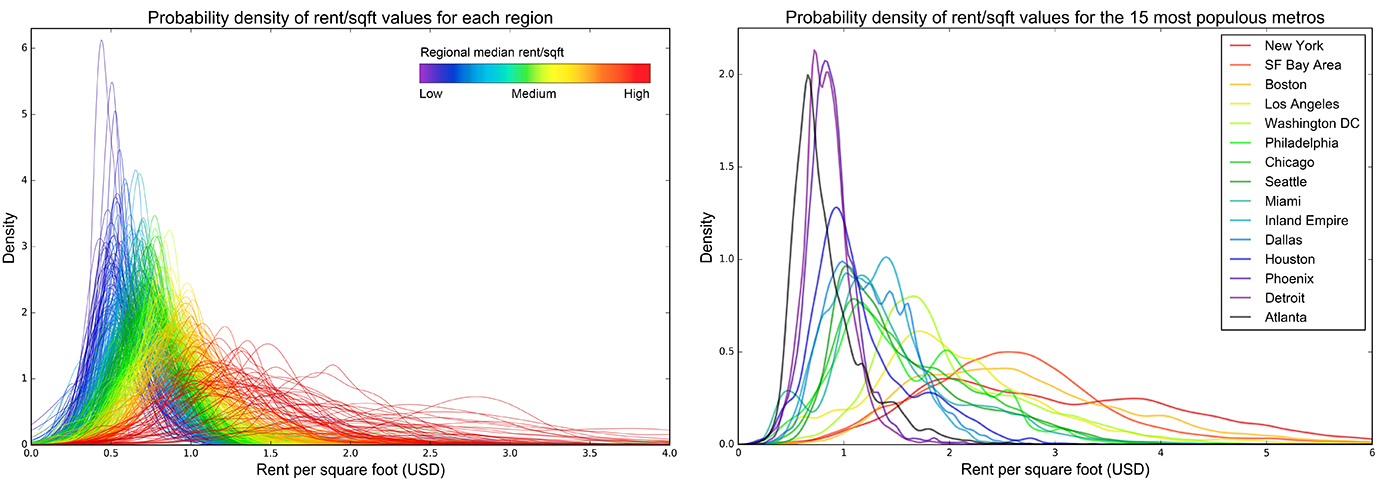 Probability density of rent/sqft values for each region
Regional median rent/sqft
Low Medium High
6
5
4
3
2
1
0
Density
0.0 0.5 1.0 1.5 2.0 2.5 3.0 3.5 4.0
Rent per square foot (USD)
Probability density of rent/sqft values for the 15 most populous metros
New York
SF Bay Area
Boston
Los Angeles
Washington DC
Philadelphia
Chicago
Seattle
Miami
Inland Empire
Dallas
Houston
Phoenix
Detroit
Atlanta
2.0
1.5
1.0
0.5
0.0
Density
0 1 2 3 4 5 6
Rent per square foot (USD)